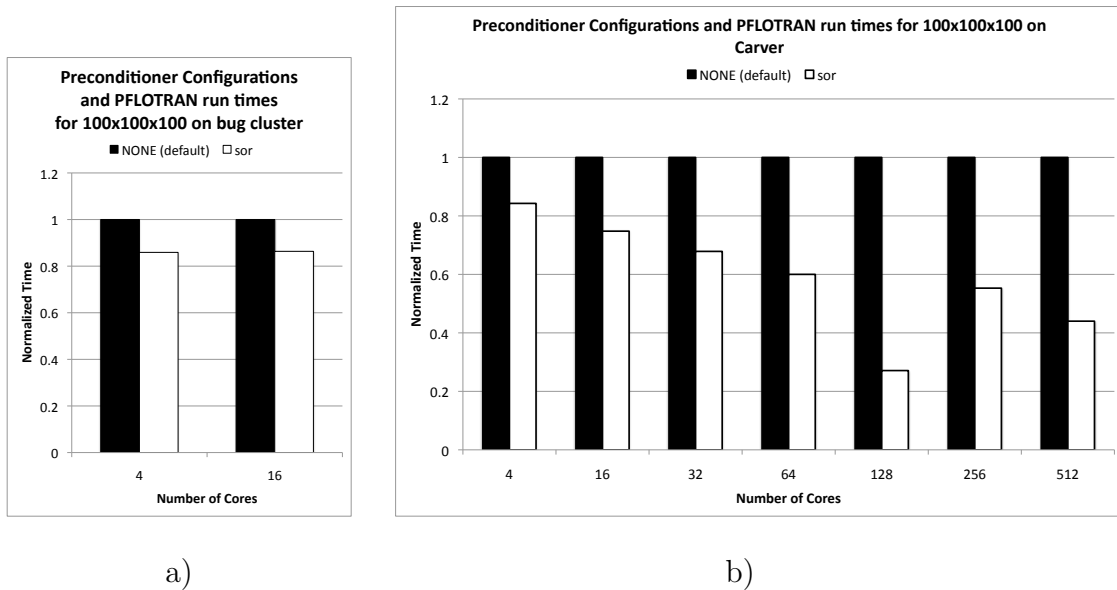 Preconditioner Configurations
and PFLOTRAN run times
for 100x100x100 on bug cluster
NONE (default) sor
1.2
1
0.8
0.6
0.4
0.2
0
Normalized Time
4 16
Number of Cores
a)
Preconditioner Configurations and PFLOTRAN run times for 100x100x100 on
Carver
NONE (default) sor
1.2
1
0.8
0.6
0.4
0.2
0
Normalized Time
4 16 32 64 128 256 512
Number of Cores
b)